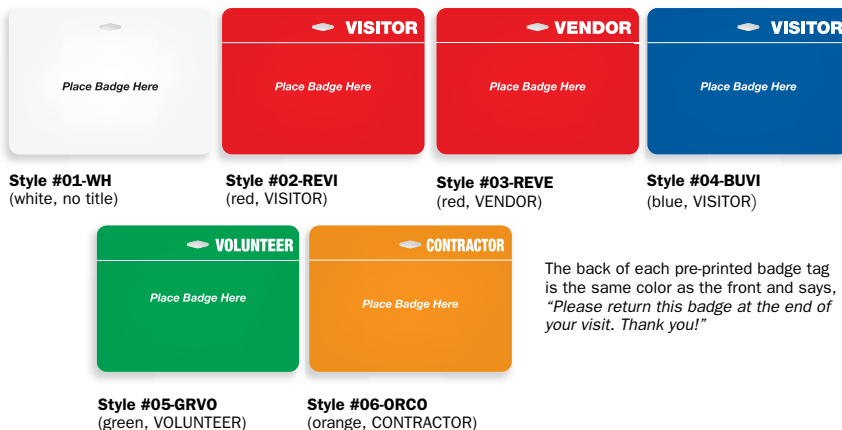 VISITOR
VENDOR
VISITOR
Place Badge Here
Place Badge Here
Place Badge Here
Place Badge Here
Style #01-WH
(white, no title)
Style #02-REVI
(red, VISITOR)
Style #03-REVE
(red, VENDOR)
Style #04-BUVI
(blue, VISITOR)
VOLUNTEER
Place Badge Here
CONTRACTOR
Place Badge Here
The back of each pre-printed badge tag
is the same color as the front and says,
“Please return this badge at the end of
your visit. Thank you!”
Style #05-GRVO
(green, VOLUNTEER)
Style #06-ORCO
(orange, CONTRACTOR)